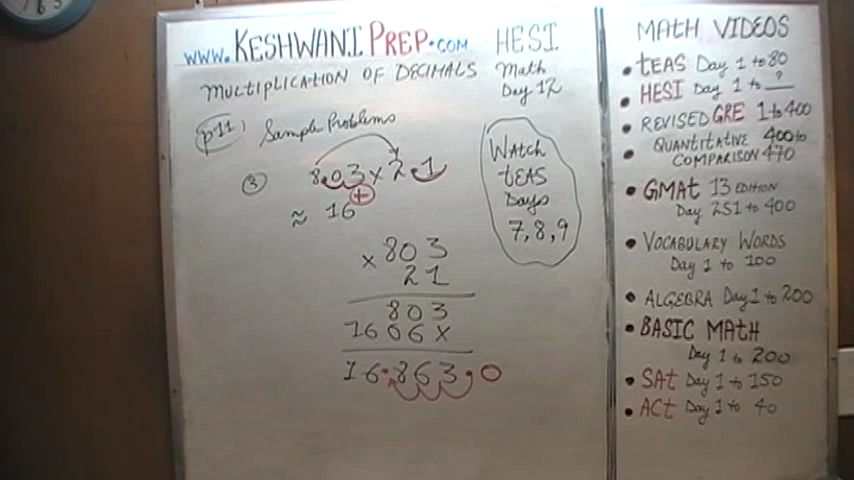 www.KESHWANIPREP.com HESI
MULTIPLICATION OF DECIMALS Math
Day 12
p 11) Sample Problems
③ 8.03 x 2.1
+
≈ 16
x 803
21
803
1606x
16.863.0
WATCH
tEAS
Days
7,8,9
MATH VIDEOS
• tEAS Day 1 to 80
• HESI Day 1 to ?
• REVISED GRE 1 to 400
• QUANTITATIVE 400 to
COMPARISON 470
• GMAt 13 EDITION
Day 251 to 400
• VOCABULARY WORDS
Day 1 to 100
• ALGEBRA Day 1 to 200
• BASIC MATH
Day 1 to 200
• SAt Day 1 to 150
• ACt Day 1 to 40